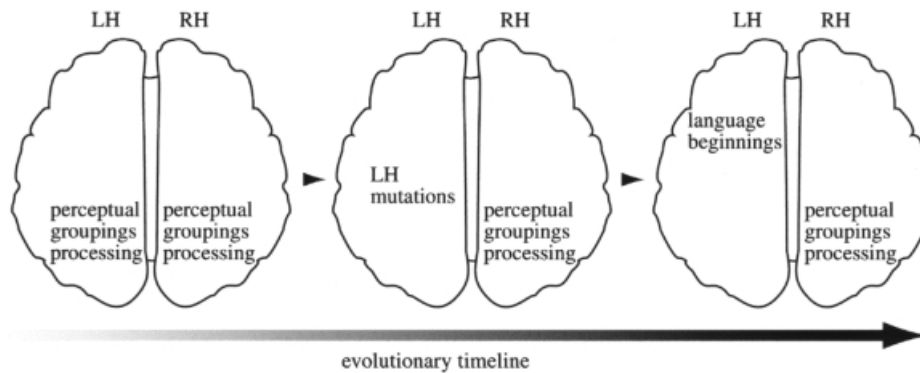 LH RH
LH RH
LH RH
perceptual
groupings
processing
perceptual
groupings
processing
LH
mutations
perceptual
groupings
processing
language
beginnings
perceptual
groupings
processing
evolutionary timeline